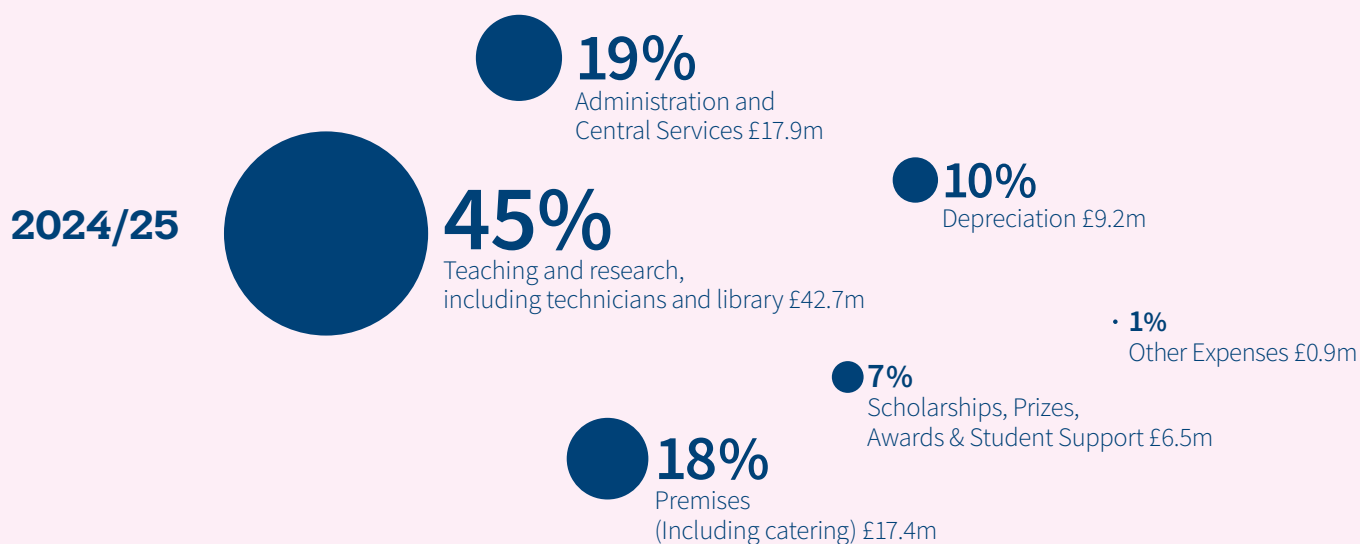 19%
Administration and
Central Services £17.9m
10%
Depreciation £9.2m
2024/25
45%
Teaching and research,
including technicians and library £42.7m
1%
Other Expenses £0.9m
7%
Scholarships, Prizes,
Awards & Student Support £6.5m
18%
Premises
(Including catering) £17.4m